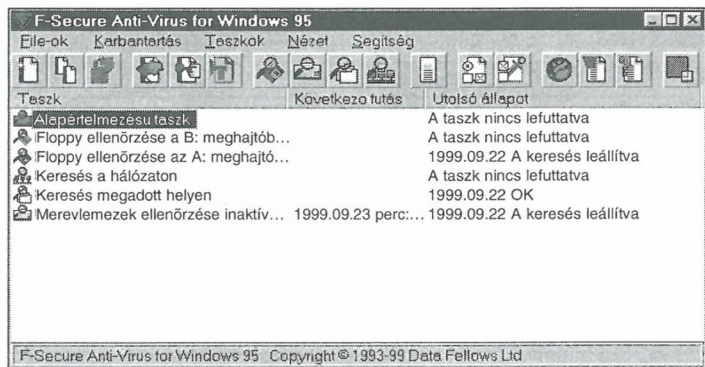 F-Secure Anti-Virus for Windows 95
File-ok Karbantartás Teszkok Nézet Segítség
Teszk Következo futás Utolsó állapot
Alapértelmezésu taszk A taszk nincs lefuttatva
Floppy ellenőrzése a B: meghajtób... A taszk nincs lefuttatva
Floppy ellenőrzése az A: meghajtó... 1999.09.22 A keresés leállítva
Keresés a hálózaton A taszk nincs lefuttatva
Keresés megadott helyen 1999.09.22 OK
Merevlemezek ellenőrzése inaktív... 1999.09.23 perc:... 1999.09.22 A keresés leállítva
F-Secure Anti-Virus for Windows 95 Copyright © 1993-99 Data Fellows Ltd